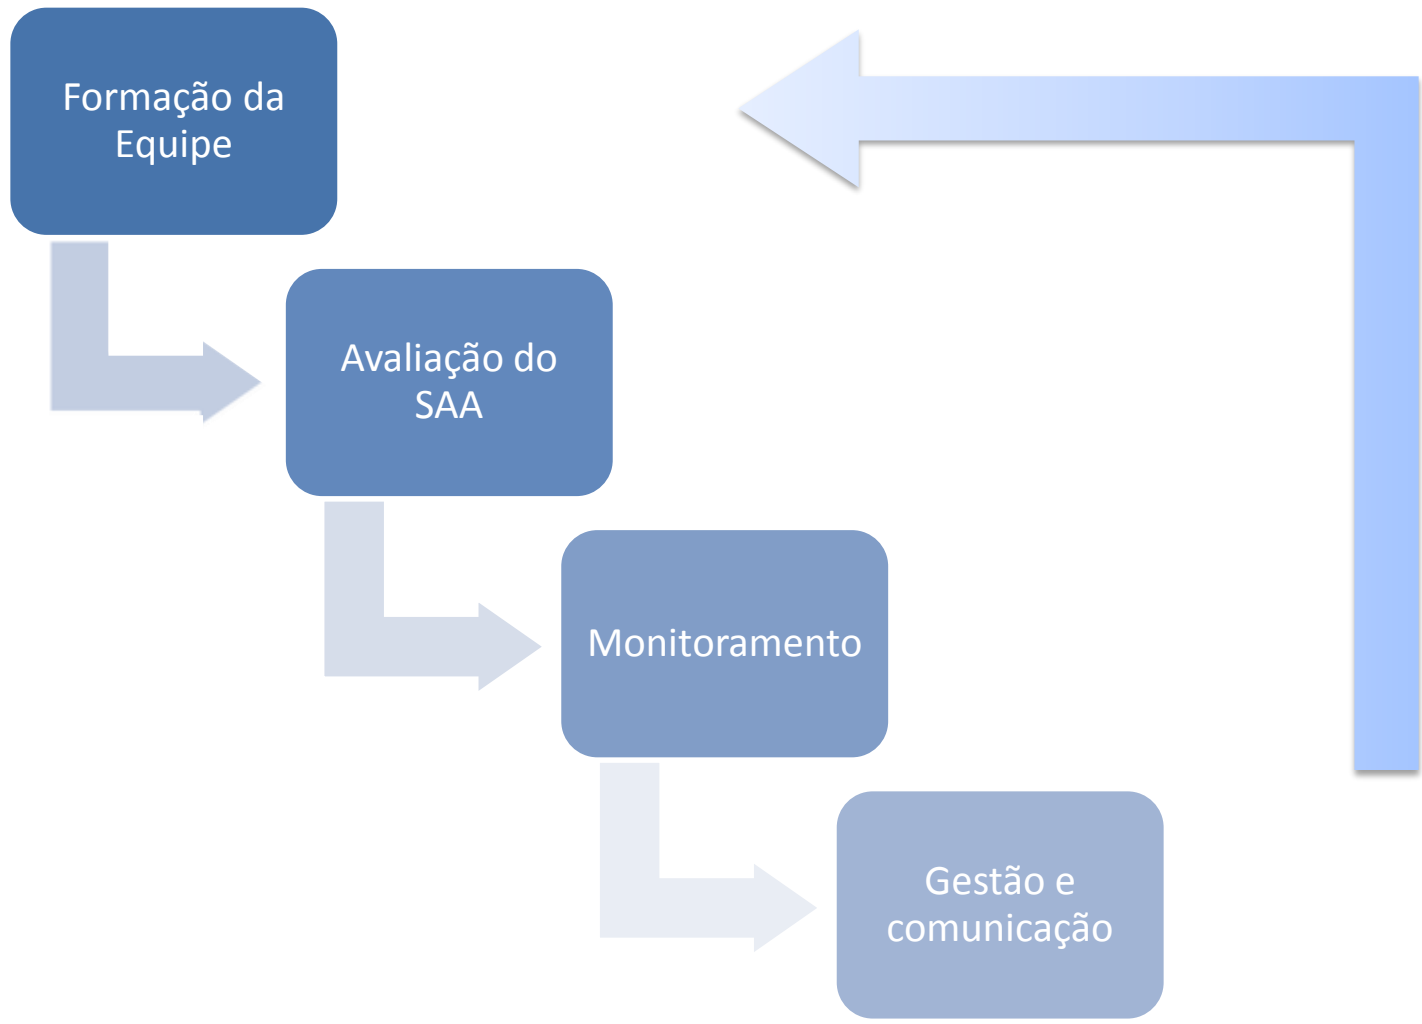 Formação da
Equipe
Avaliação do
SAA
Monitoramento
Gestão e
comunicação